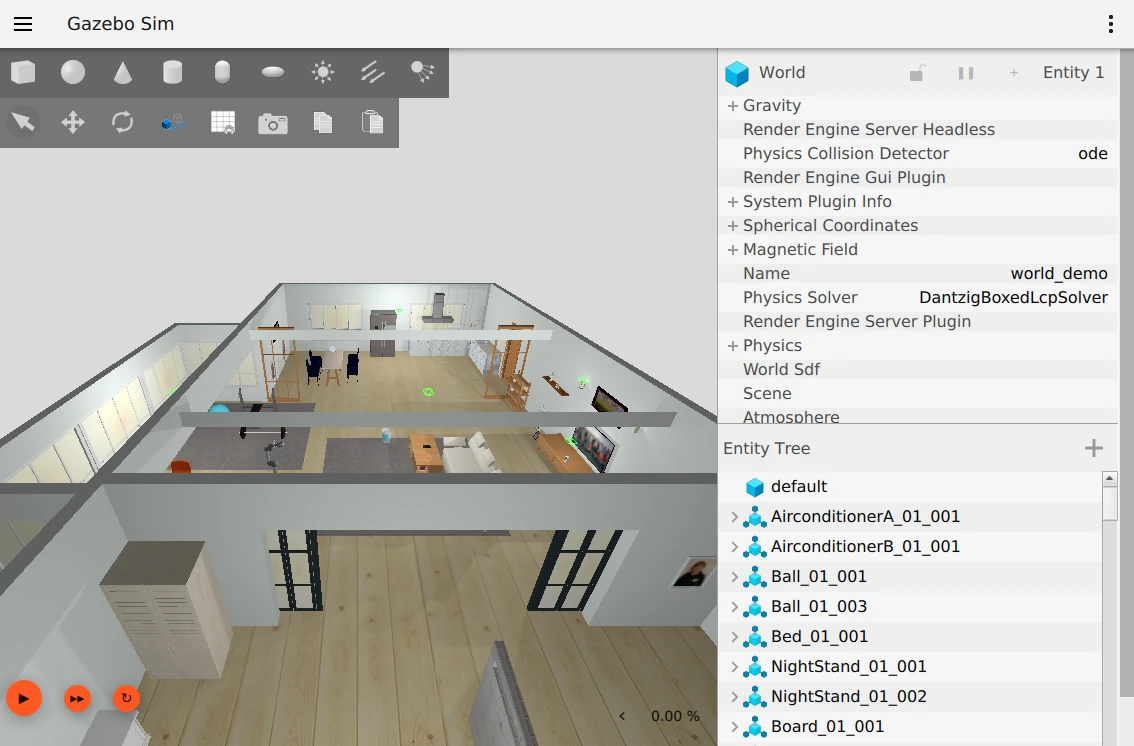 Gazebo Sim
World
Entity 1
Gravity
Render Engine Server Headless
Physics Collision Detector ode
Render Engine Gui Plugin
System Plugin Info
Spherical Coordinates
Magnetic Field
Name world_demo
Physics Solver DantzigBoxedLcpSolver
Render Engine Server Plugin
Physics
World Sdf
Scene
Atmosphere
Entity Tree
default
AirconditionerA_01_001
AirconditionerB_01_001
Ball_01_001
Ball_01_003
Bed_01_001
NightStand_01_001
NightStand_01_002
Board_01_001
0.00 %